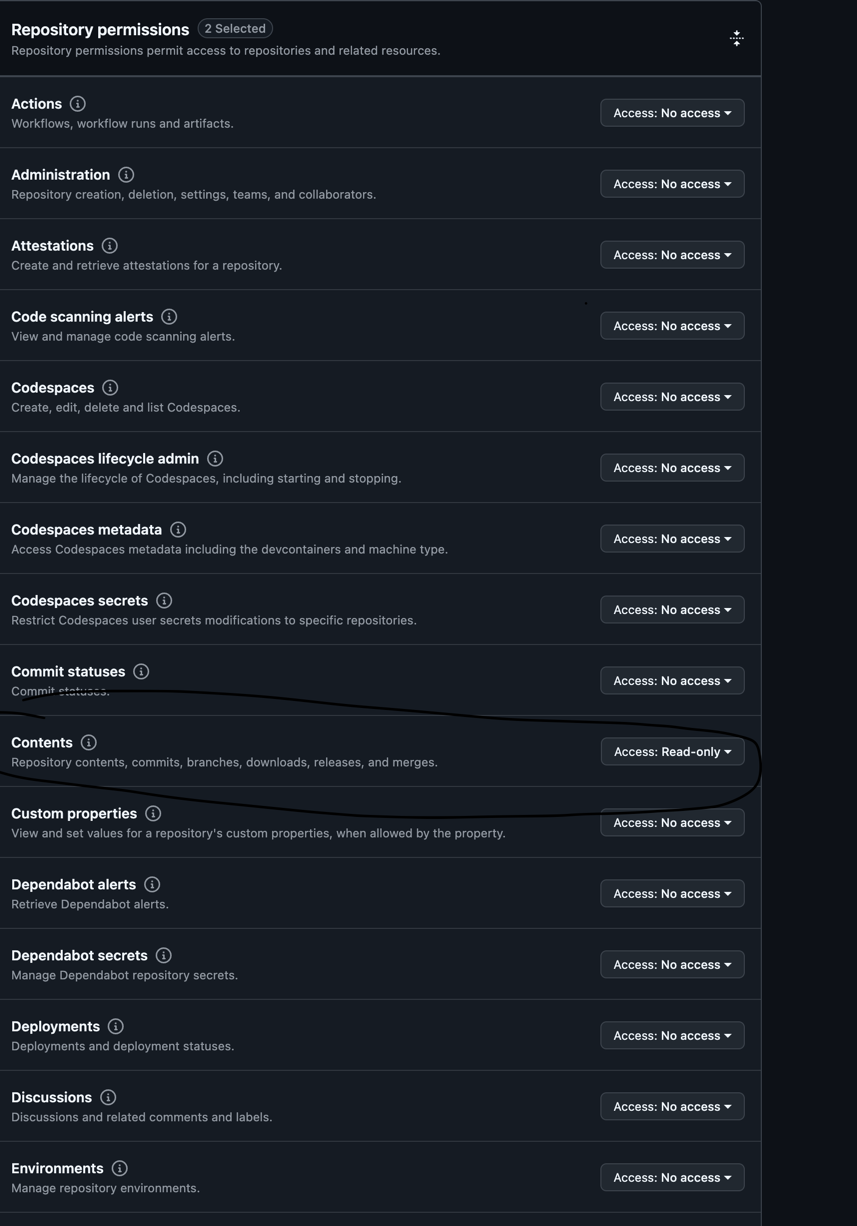 Repository permissions 2 Selected
Repository permissions permit access to repositories and related resources.
Actions
Workflows, workflow runs and artifacts.
Access: No access
Administration
Repository creation, deletion, settings, teams, and collaborators.
Access: No access
Attestations
Create and retrieve attestations for a repository.
Access: No access
Code scanning alerts
View and manage code scanning alerts.
Access: No access
Codespaces
Create, edit, delete and list Codespaces.
Access: No access
Codespaces lifecycle admin
Manage the lifecycle of Codespaces, including starting and stopping.
Access: No access
Codespaces metadata
Access Codespaces metadata including the devcontainers and machine type.
Access: No access
Codespaces secrets
Restrict Codespaces user secrets modifications to specific repositories.
Access: No access
Commit statuses
Commit statuses.
Access: No access
Contents
Repository contents, commits, branches, downloads, releases, and merges.
Access: Read-only
Custom properties
View and set values for a repository's custom properties, when allowed by the property.
Access: No access
Dependabot alerts
Retrieve Dependabot alerts.
Access: No access
Dependabot secrets
Manage Dependabot repository secrets.
Access: No access
Deployments
Deployments and deployment statuses.
Access: No access
Discussions
Discussions and related comments and labels.
Access: No access
Environments
Manage repository environments.
Access: No access